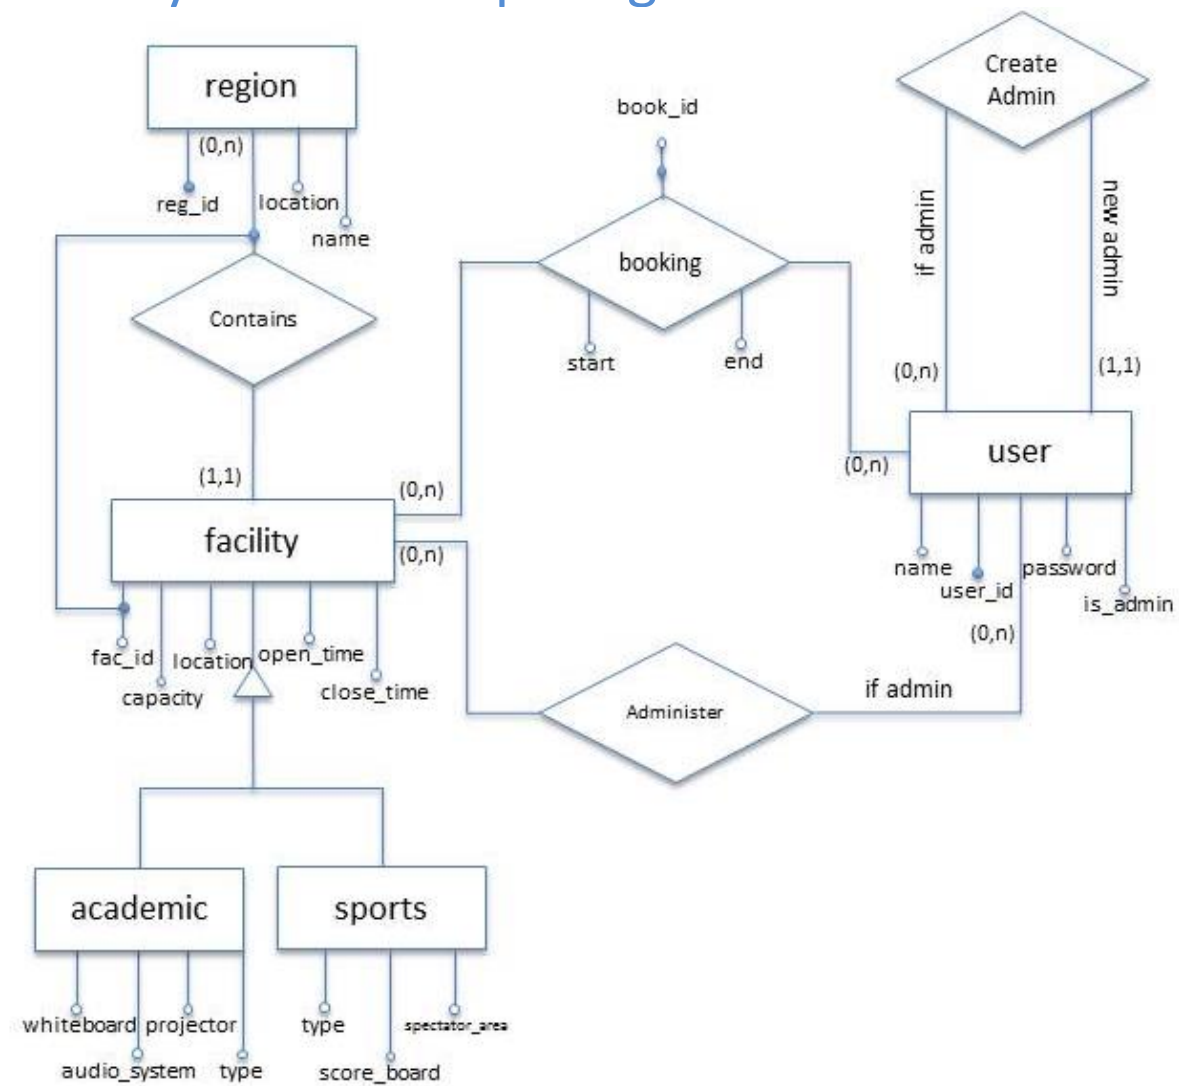 region
(0,n)
reg_id
location
name
Contains
(1,1)
book_id
booking
start
end
Create
Admin
if admin
new admin
(0,n)
(1,1)
user
(0,n)
name
user_id
password
is_admin
(0,n)
(0,n)
facility
(0,n)
fac_id
location
open_time
capacity
close_time
Administer
if admin
academic
whiteboard
projector
audio_system
type
sports
type
spectator_area
score_board